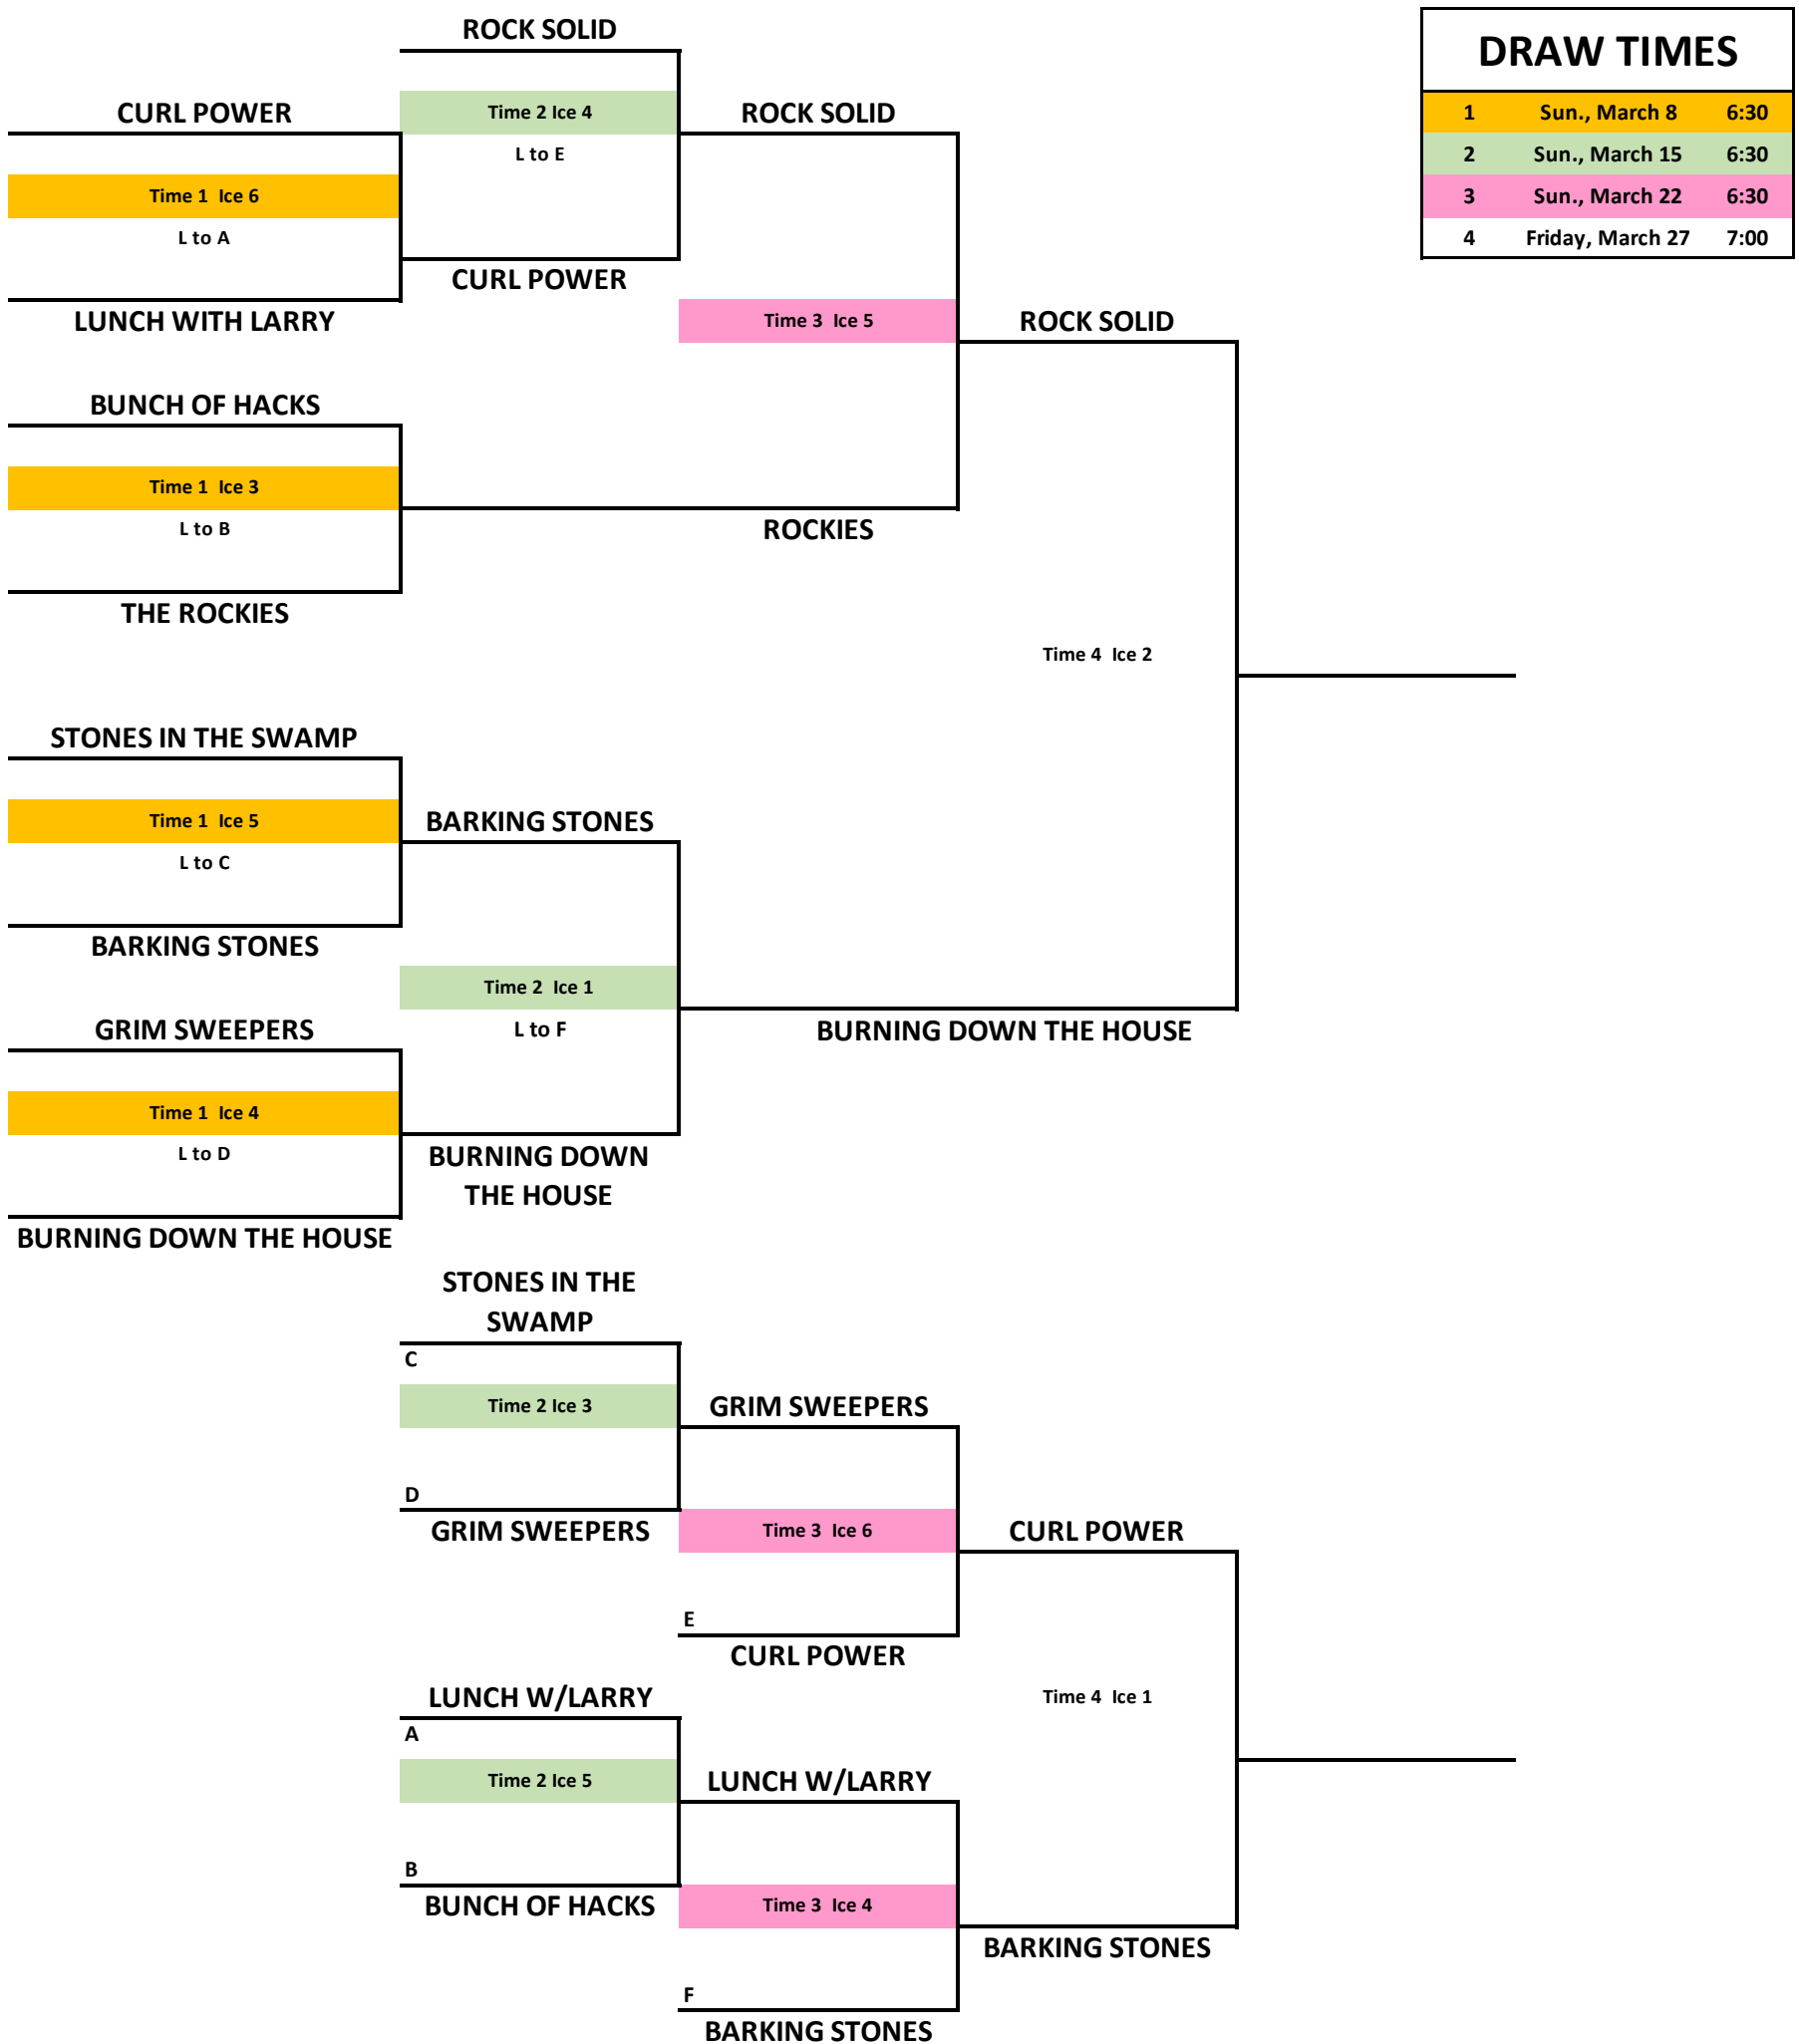 ROCK SOLID
DRAW TIMES
CURL POWER
Time 2 Ice 4
ROCK SOLID
1 Sun., March 8 6:30
L to E
2 Sun., March 15 6:30
Time 1 Ice 6
3 Sun., March 22 6:30
L to A
4 Friday, March 27 7:00
CURL POWER
LUNCH WITH LARRY
Time 3 Ice 5
ROCK SOLID
BUNCH OF HACKS
Time 1 Ice 3
L to B
ROCKIES
THE ROCKIES
Time 4 Ice 2
STONES IN THE SWAMP
Time 1 Ice 5
BARKING STONES
L to C
BARKING STONES
Time 2 Ice 1
GRIM SWEEPERS
L to F
BURNING DOWN THE HOUSE
Time 1 Ice 4
L to D
BURNING DOWN
THE HOUSE
BURNING DOWN THE HOUSE
STONES IN THE
SWAMP
C
Time 2 Ice 3
GRIM SWEEPERS
D
GRIM SWEEPERS
Time 3 Ice 6
CURL POWER
E
CURL POWER
LUNCH W/LARRY
Time 4 Ice 1
A
Time 2 Ice 5
LUNCH W/LARRY
B
BUNCH OF HACKS
Time 3 Ice 4
BARKING STONES
F
BARKING STONES